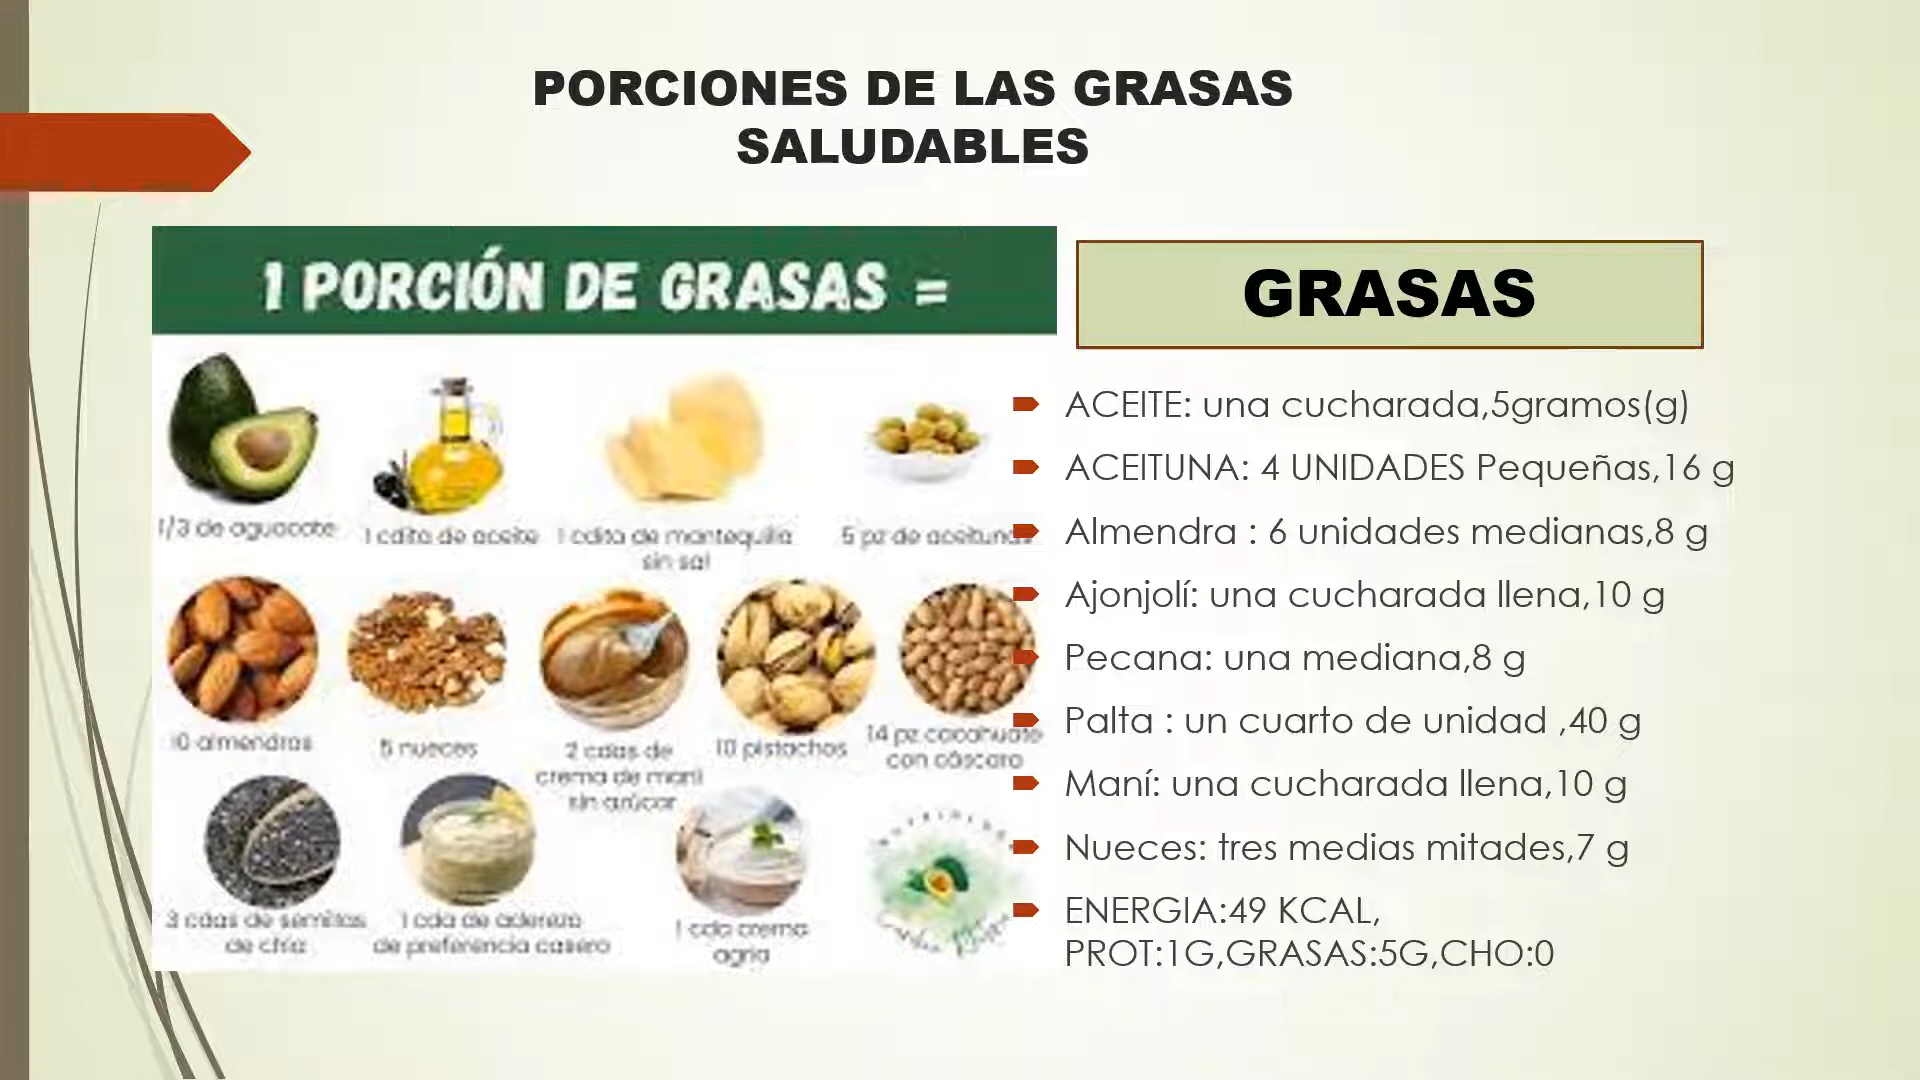 PORCIONES DE LAS GRASAS
SALUDABLES
1 PORCIÓN DE GRASAS =
1/3 de aguacate
1 cdita de aceite
1 cdita de mantequilla
sin sal
5 pz de aceitunas
10 almendras
5 nueces
2 cdas de
crema de maní
sin azúcar
10 pistachos
14 pz cacahuate
con cáscara
3 cdas de semillas
de chía
1 cda de aderezo
de preferencia casero
1 cda crema
agria
GRASAS
ACEITE: una cucharada,5gramos(g)
ACEITUNA: 4 UNIDADES Pequeñas,16 g
Almendra : 6 unidades medianas,8 g
Ajonjolí: una cucharada llena,10 g
Pecana: una mediana,8 g
Palta : un cuarto de unidad ,40 g
Maní: una cucharada llena,10 g
Nueces: tres medias mitades,7 g
ENERGIA:49 KCAL,
PROT:1G,GRASAS:5G,CHO:0